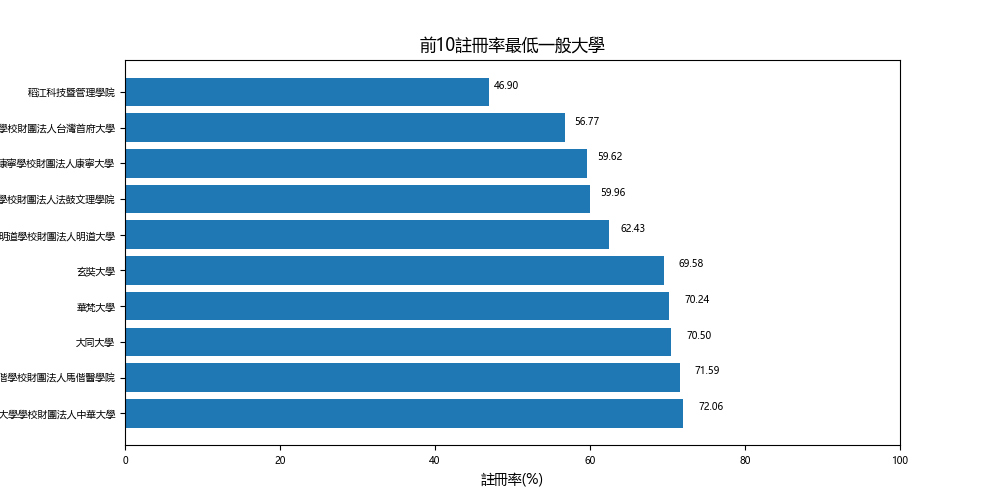 前10註冊率最低一般大學
稻江科技暨管理學院
46.90
學校財團法人台灣首府大學
56.77
康寧學校財團法人康寧大學
59.62
學校財團法人法鼓文理學院
59.96
明道學校財團法人明道大學
62.43
玄奘大學
69.58
華梵大學
70.24
大同大學
70.50
偕學校財團法人馬偕醫學院
71.59
大學學校財團法人中華大學
72.06
0 20 40 60 80 100
註冊率(%)